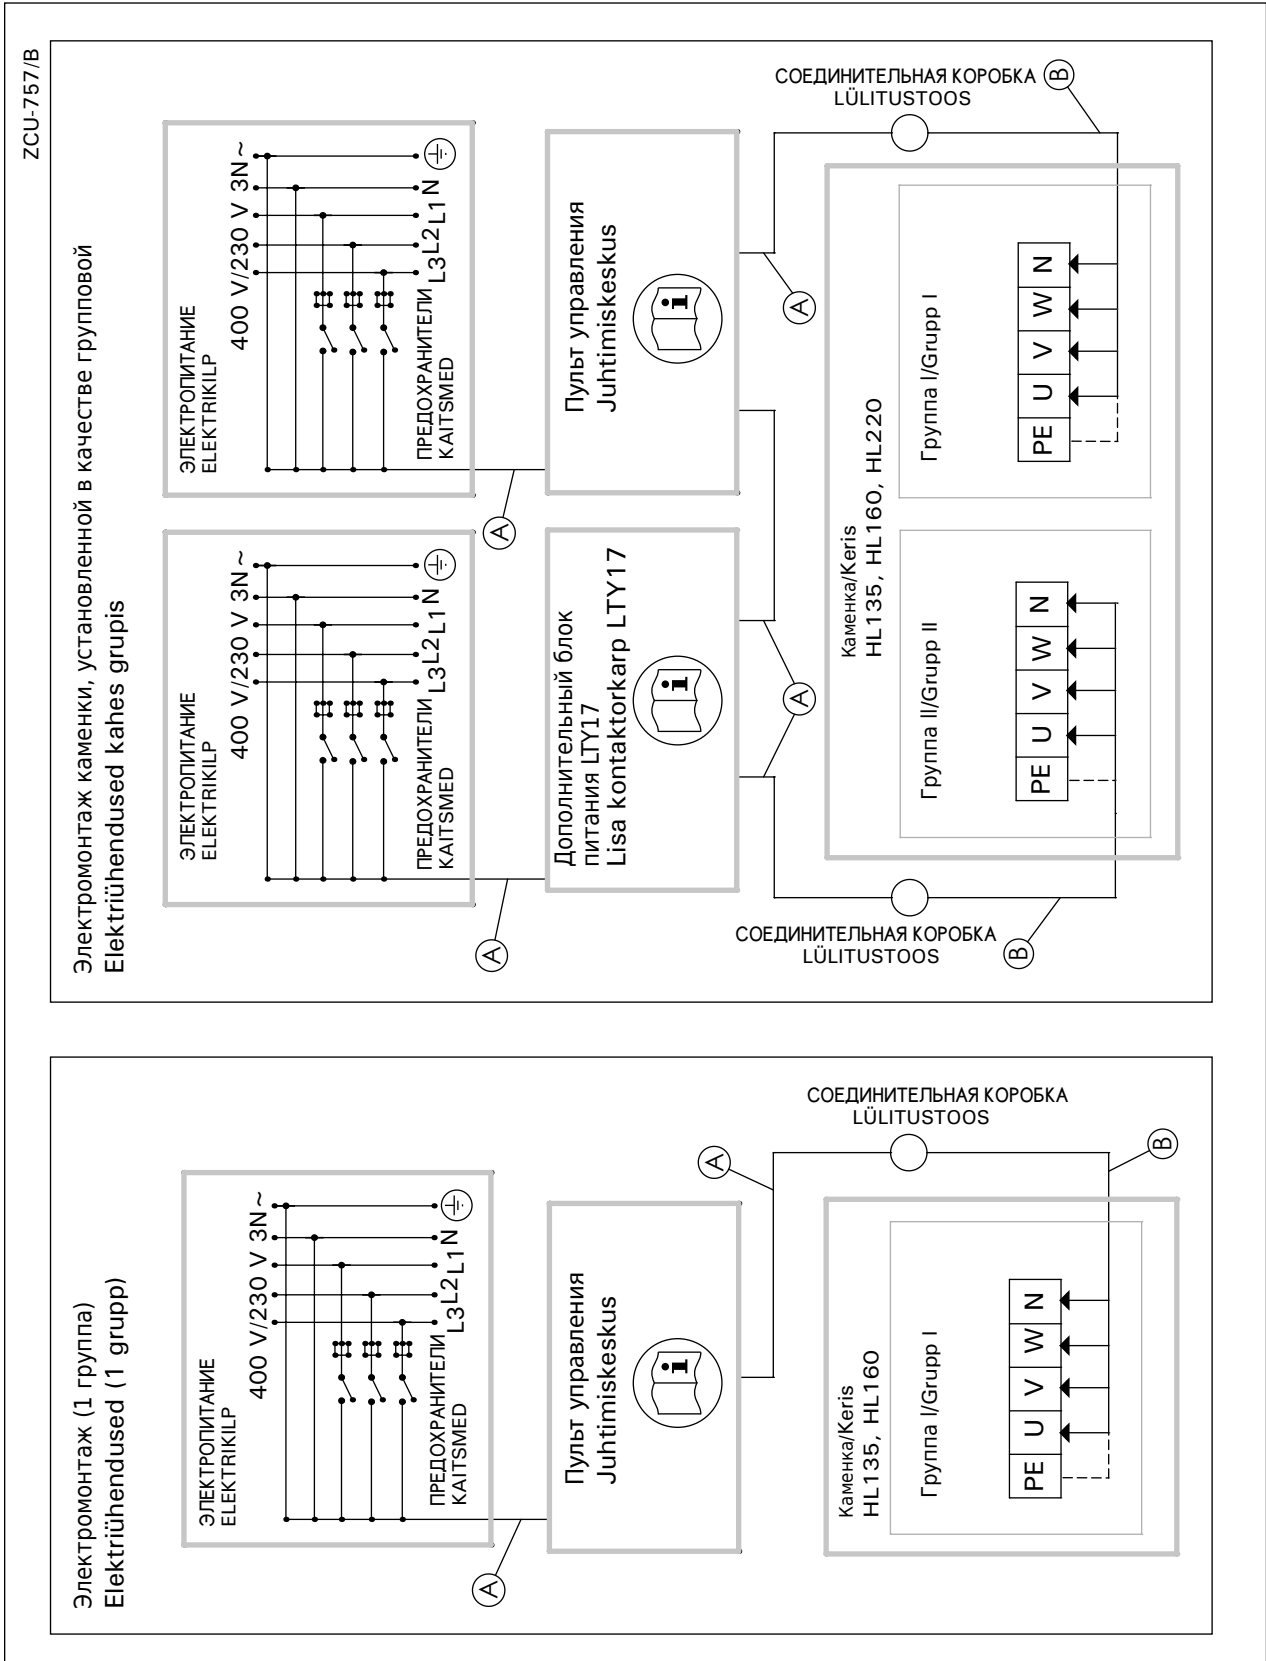 ZCU-757/B
Электромонтаж (1 группа)
Elektriühendused (1 grupp)
ЭЛЕКТРОПИТАНИЕ
ELEKTRIKILP
400 V/230 V 3N~
ПРЕДОХРАНИТЕЛИ
KAITSMED
L3 L2 L1 N
A
Пульт управления
Juhtimiskeskus
i
A
СОЕДИНИТЕЛЬНАЯ КОРОБКА
LÜLITUSTOOS
B
Каменка/Keris
HL135, HL160
Группа I/Grupp I
PE U V W N
Электромонтаж каменки, установленной в качестве групповой
Elektriühendused kahes grupis
ЭЛЕКТРОПИТАНИЕ
ELEKTRIKILP
400 V/230 V 3N~
ПРЕДОХРАНИТЕЛИ
KAITSMED
L3 L2 L1 N
A
ЭЛЕКТРОПИТАНИЕ
ELEKTRIKILP
400 V/230 V 3N~
ПРЕДОХРАНИТЕЛИ
KAITSMED
L3 L2 L1 N
A
Дополнительный блок
питания LTY17
Lisa kontaktorkarp LTY17
i
Пульт управления
Juhtimiskeskus
i
A
A
СОЕДИНИТЕЛЬНАЯ КОРОБКА
LÜLITUSTOOS
B
СОЕДИНИТЕЛЬНАЯ КОРОБКА
LÜLITUSTOOS
B
Каменка/Keris
HL135, HL160, HL220
Группа II/Grupp II
PE U V W N
Группа I/Grupp I
PE U V W N